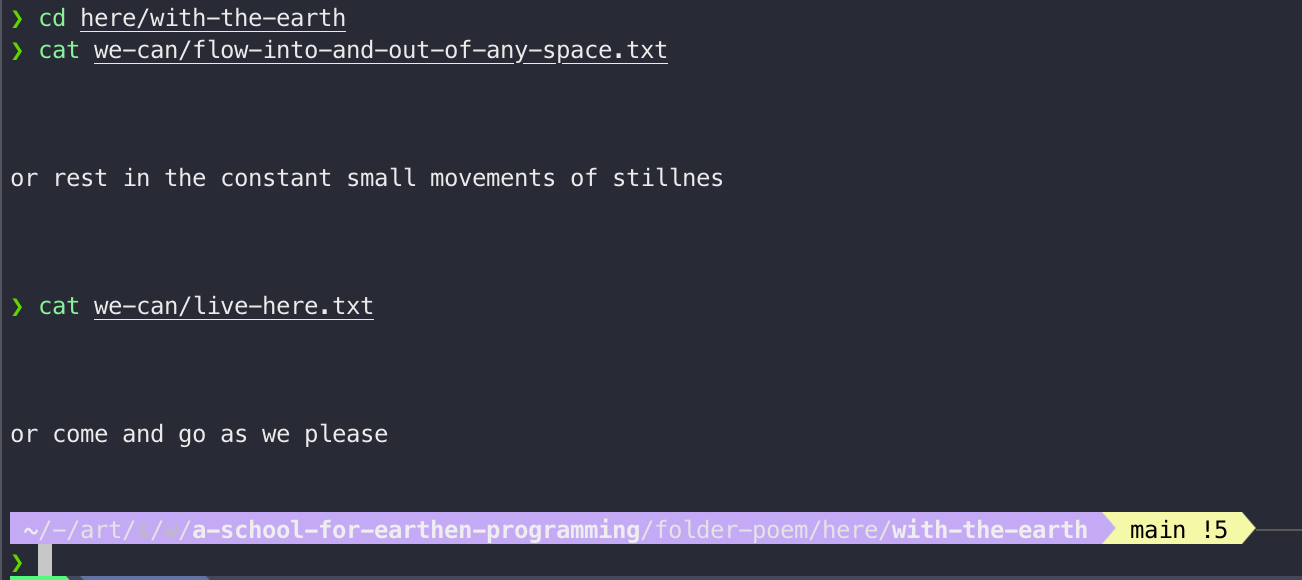 ❯ cd here/with-the-earth
❯ cat we-can/flow-into-and-out-of-any-space.txt
or rest in the constant small movements of stillnes
❯ cat we-can/live-here.txt
or come and go as we please
~/-/art/ / /a-school-for-earthen-programming/folder-poem/here/with-the-earth main !5
❯